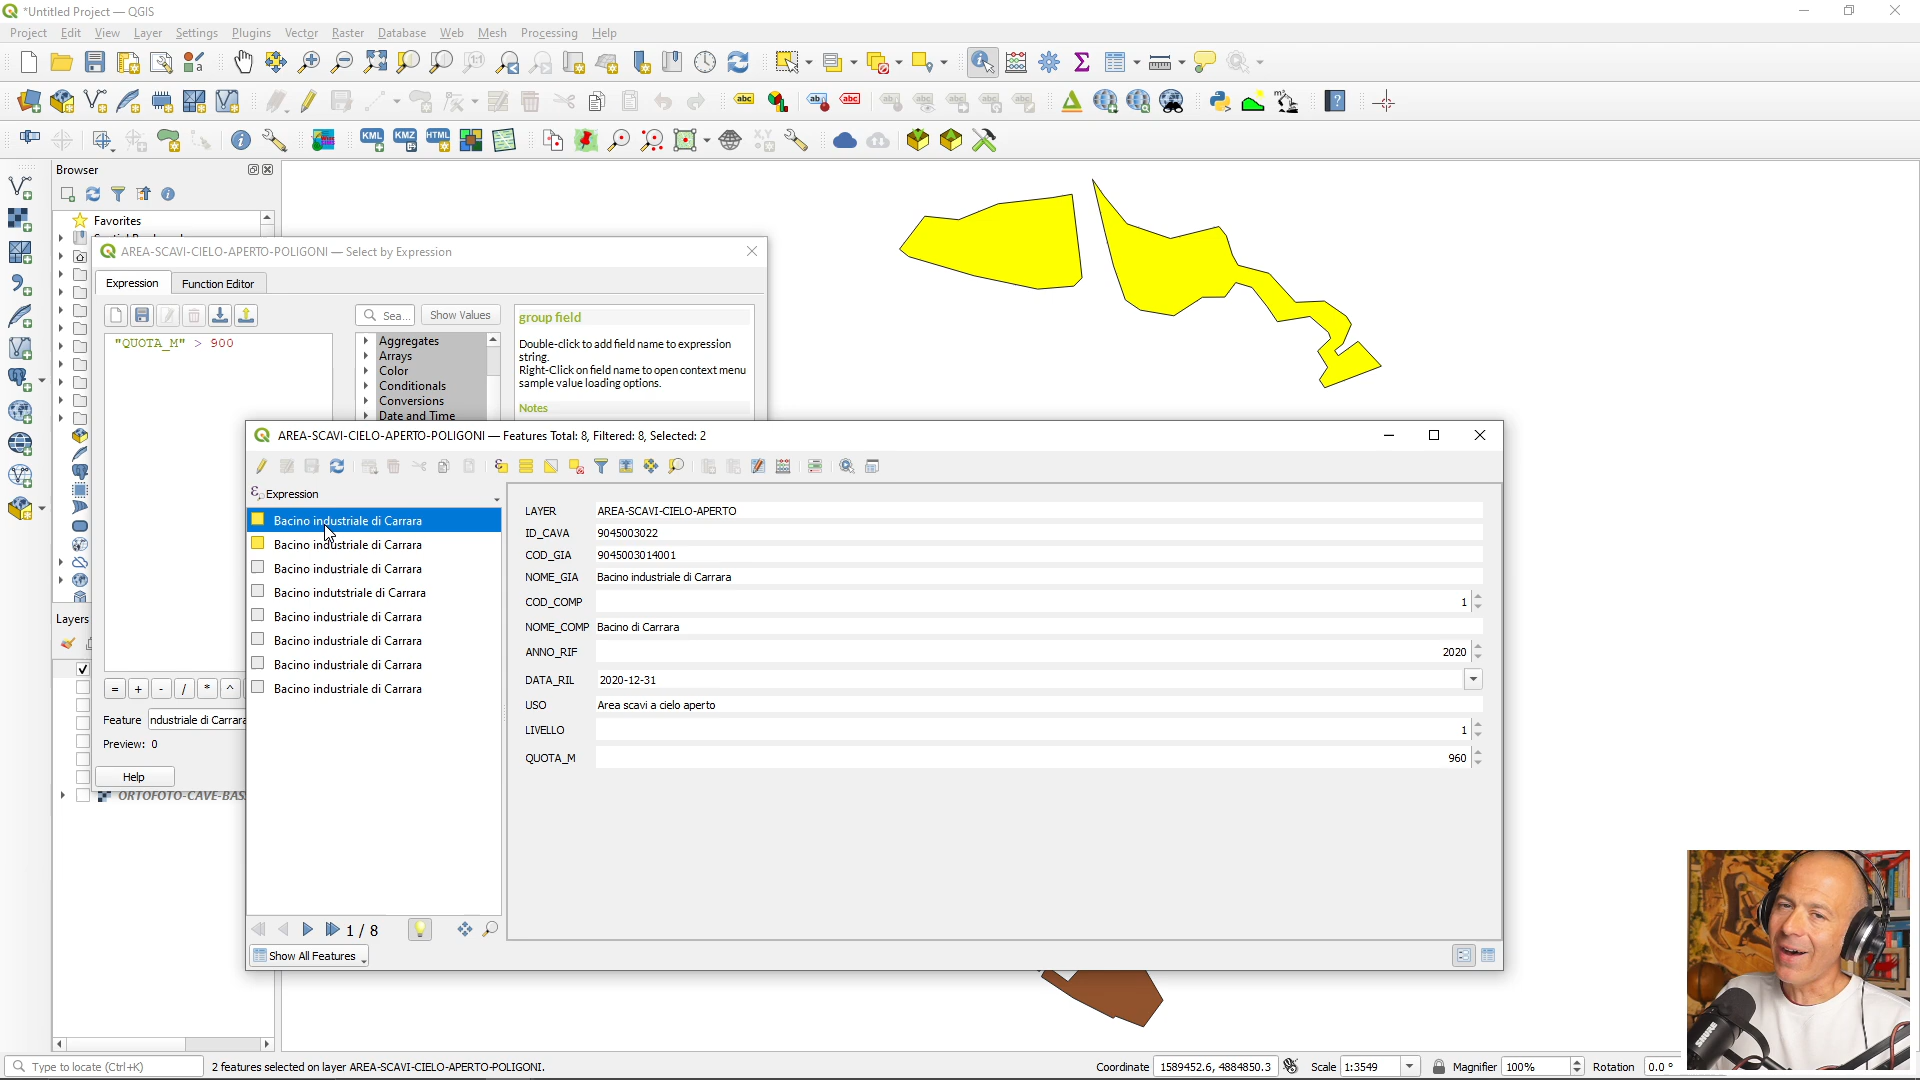 *Untitled Project — QGIS
Project Edit View Layer Settings Plugins Vector Raster Database Web Mesh Processing Help
Browser
Favorites
AREA-SCAVI-CIELO-APERTO-POLIGONI — Select by Expression
Expression Function Editor
Sea... Show Values
"QUOTA_M" > 900
Aggregates
Arrays
Color
Conditionals
Conversions
Date and Time
group field
Double-click to add field name to expression
string.
Right-Click on field name to open context menu
sample value loading options.
Notes
= + - / * ^
Feature ndustriale di Carrara
Preview: 0
Help
Layers
ORTOFOTO-CAVE-BAS
AREA-SCAVI-CIELO-APERTO-POLIGONI — Features Total: 8, Filtered: 8, Selected: 2
Expression
Bacino industriale di Carrara
Bacino industriale di Carrara
Bacino industriale di Carrara
Bacino indutstriale di Carrara
Bacino industriale di Carrara
Bacino industriale di Carrara
Bacino industriale di Carrara
Bacino industriale di Carrara
LAYER AREA-SCAVI-CIELO-APERTO
ID_CAVA 9045003022
COD_GIA 9045003014001
NOME_GIA Bacino industriale di Carrara
COD_COMP 1
NOME_COMP Bacino di Carrara
ANNO_RIF 2020
DATA_RIL 2020-12-31
USO Area scavi a cielo aperto
LIVELLO 1
QUOTA_M 960
1 / 8
Show All Features
Type to locate (Ctrl+K) 2 features selected on layer AREA-SCAVI-CIELO-APERTO-POLIGONI. Coordinate 1589452.6, 4884850.3 Scale 1:3549 Magnifier 100% Rotation 0.0 °